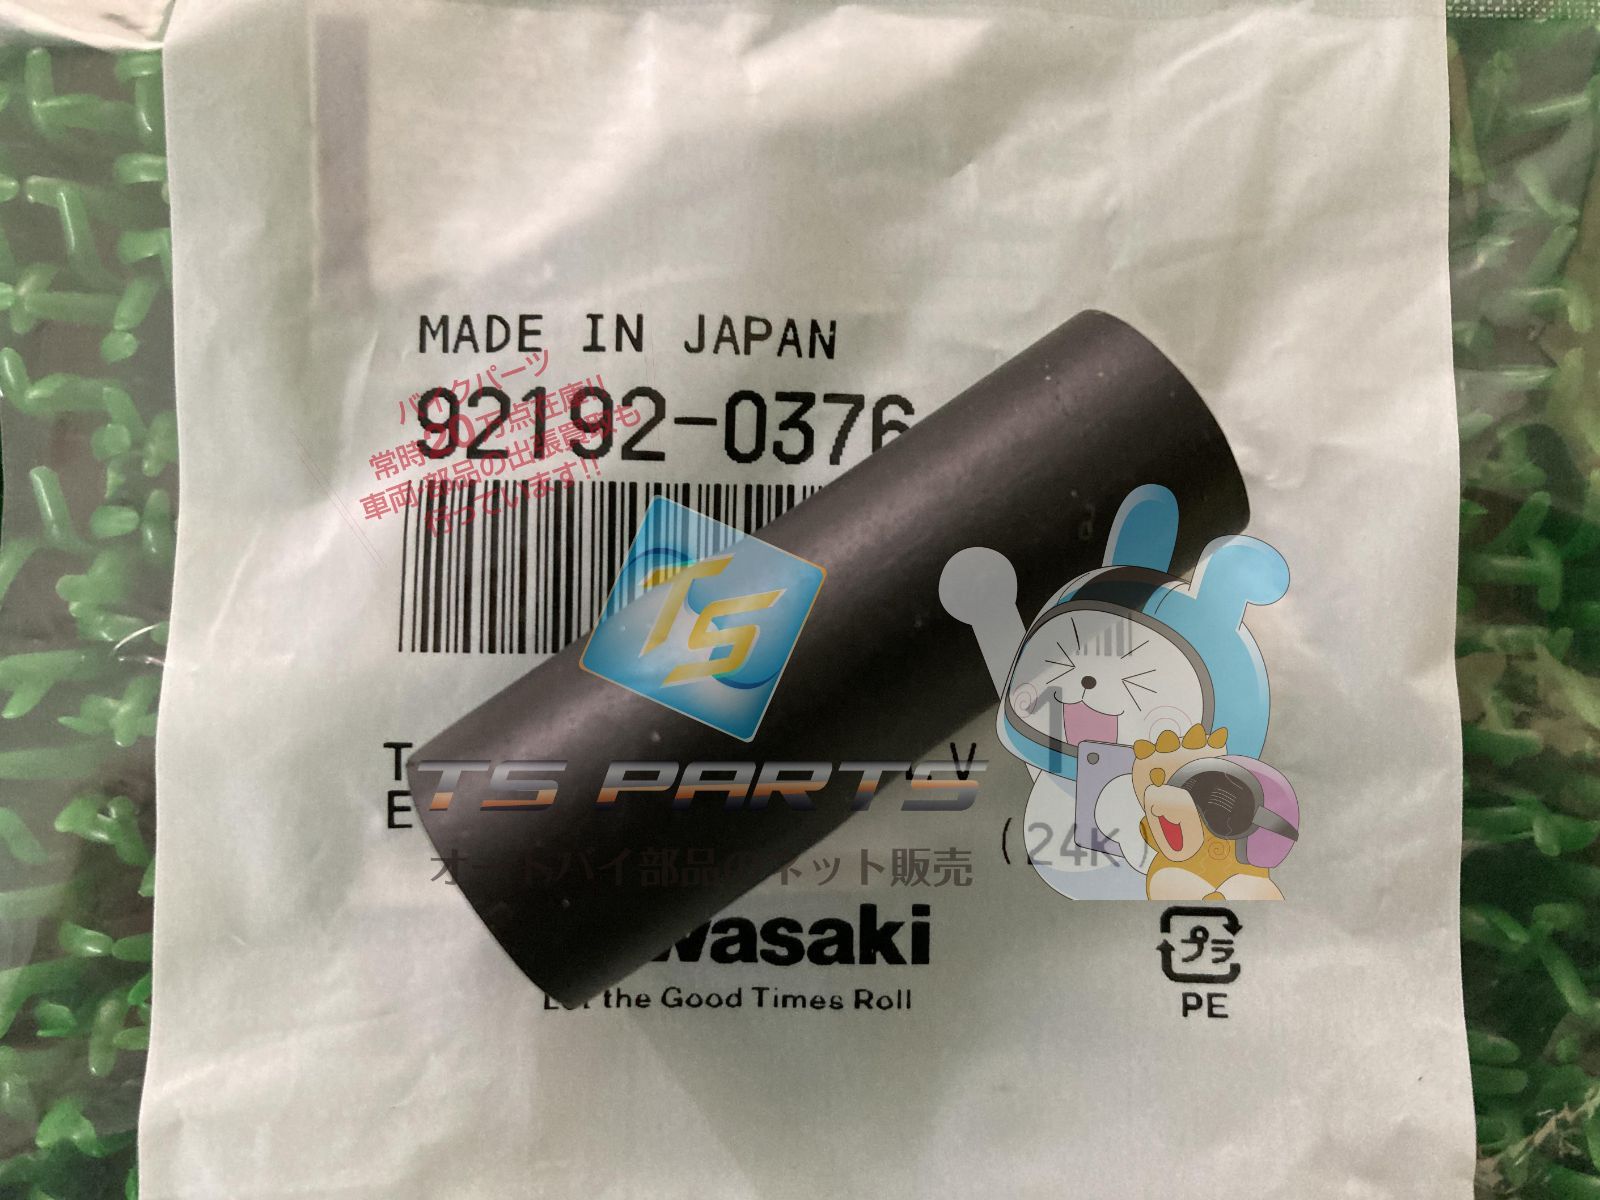 MADE IN JAPAN
92192-0376
バイクパーツ
常時20万点在庫!!
車両・部品の出張買取も
行っています!!
TS
1
T
V
TS PARTS
E
オートバイ部品のネット販売
(24K)
wasaki
the Good Times Roll
プラ
PE